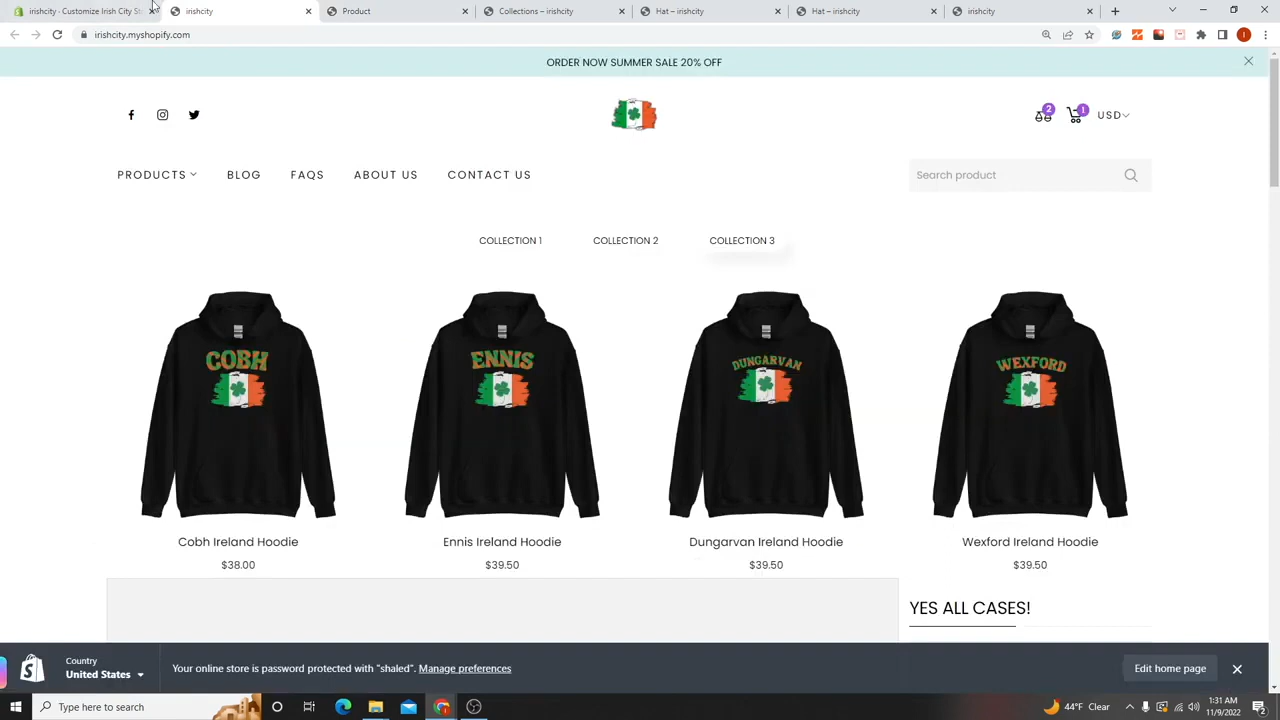 irishcity - Customize Irish City St
irishcity
Product
Collections – irishcity
Hat – irishcity
Hat – irishcity
irishcity
irishcity.myshopify.com
I
ORDER NOW SUMMER SALE 20% OFF
2
1
USD
PRODUCTS
BLOG
FAQS
ABOUT US
CONTACT US
Search product
COLLECTION 1
COLLECTION 2
COLLECTION 3
COBH
ENNIS
DUNGARVAN
WEXFORD
Cobh Ireland Hoodie
Ennis Ireland Hoodie
Dungarvan Ireland Hoodie
Wexford Ireland Hoodie
$38.00
$39.50
$39.50
$39.50
YES ALL CASES!
Country
United States
Your online store is password protected with "shaled". Manage preferences
Edit home page
Type here to search
44°F Clear
1:31 AM
11/9/2022
2